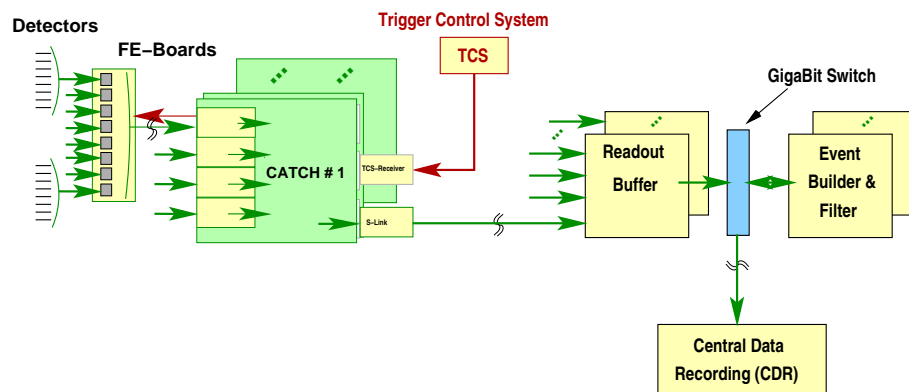 Detectors
FE–Boards
Trigger Control System
TCS
GigaBit Switch
CATCH # 1
TCS–Receiver
S–Link
Readout
Buffer
Event
Builder &
Filter
Central Data
Recording (CDR)